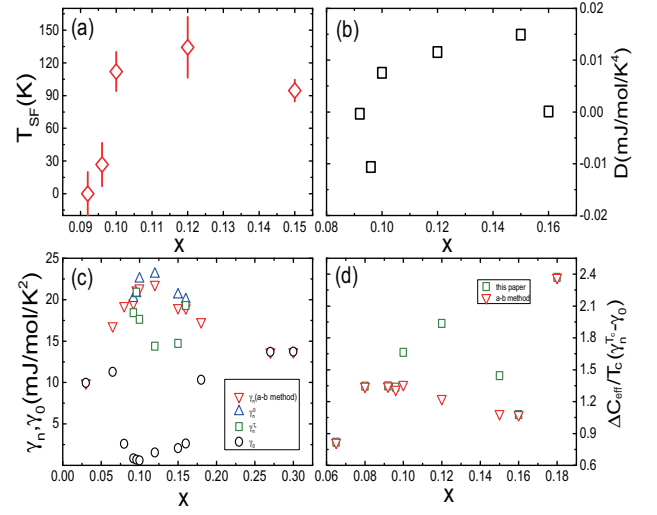 (a)
T_SF(K)
150
120
90
60
30
0
0.09 0.10 0.11 0.12 0.13 0.14 0.15
X
(b)
D(mJ/mol/K^4)
0.02
0.01
0.00
-0.01
-0.02
0.09 0.10 0.12 0.14 0.16
X
(c)
γ_n,γ_0(mJ/mol/K^2)
25
20
15
10
5
0.00 0.05 0.10 0.15 0.20 0.25 0.30
X
γ_n(a-b method)
γ_n^0
γ_n^Tc
γ_0
(d)
this paper
a-b method
ΔC_eff/T_c(γ_n^Tc-γ_0)
2.4
2.1
1.8
1.5
1.2
0.9
0.6
0.06 0.08 0.10 0.12 0.14 0.16 0.18
X